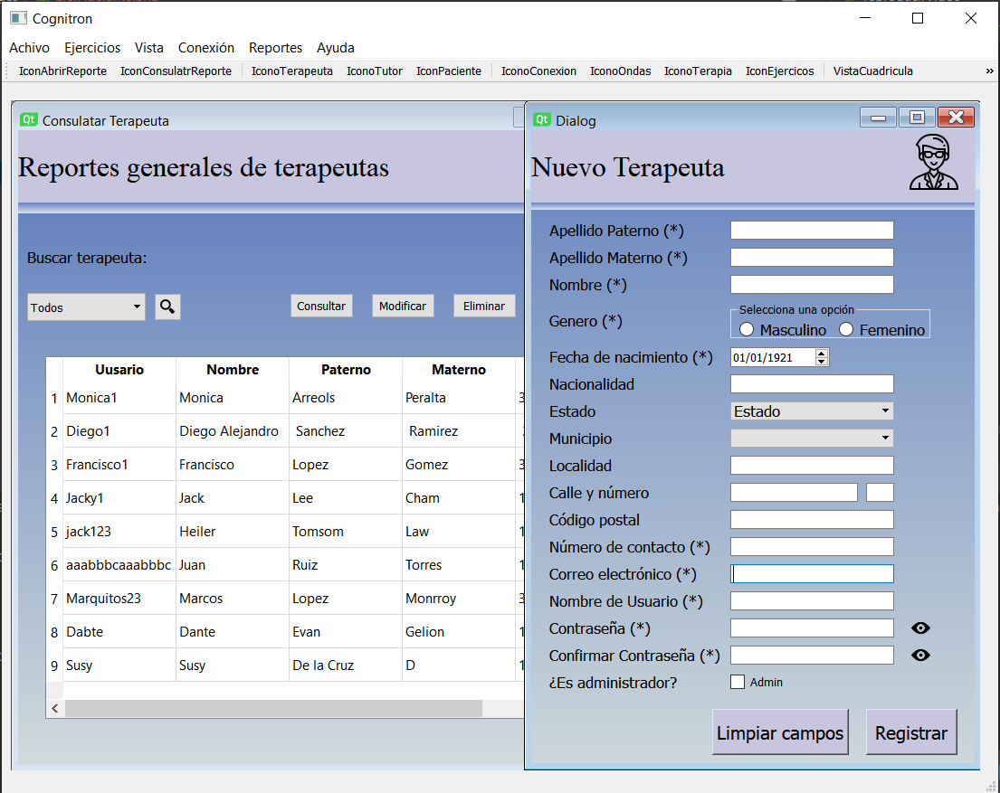 Cognitron
Achivo Ejercicios Vista Conexión Reportes Ayuda
IconAbrirReporte IconConsulatrReporte IconoTerapeuta IconoTutor IconPaciente IconoConexion IconoOndas IconoTerapia IconEjercicos VistaCuadricula »
Qt Consulatar Terapeuta
Reportes generales de terapeutas
Buscar terapeuta:
Todos Consultar Modificar Eliminar
Uusario Nombre Paterno Materno
1 Monica1 Monica Arreols Peralta 3
2 Diego1 Diego Alejandro Sanchez Ramirez
3 Francisco1 Francisco Lopez Gomez 3
4 Jacky1 Jack Lee Cham 1
5 jack123 Heiler Tomsom Law 1
6 aaabbbcaaabbbc Juan Ruiz Torres 1
7 Marquitos23 Marcos Lopez Monrroy 3
8 Dabte Dante Evan Gelion 1
9 Susy Susy De la Cruz D 1
Qt Dialog
Nuevo Terapeuta
Apellido Paterno (*)
Apellido Materno (*)
Nombre (*)
Selecciona una opción
Genero (*) Masculino Femenino
Fecha de nacimiento (*) 01/01/1921
Nacionalidad
Estado Estado
Municipio
Localidad
Calle y número
Código postal
Número de contacto (*)
Correo electrónico (*)
Nombre de Usuario (*)
Contraseña (*)
Confirmar Contraseña (*)
¿Es administrador? Admin
Limpiar campos Registrar